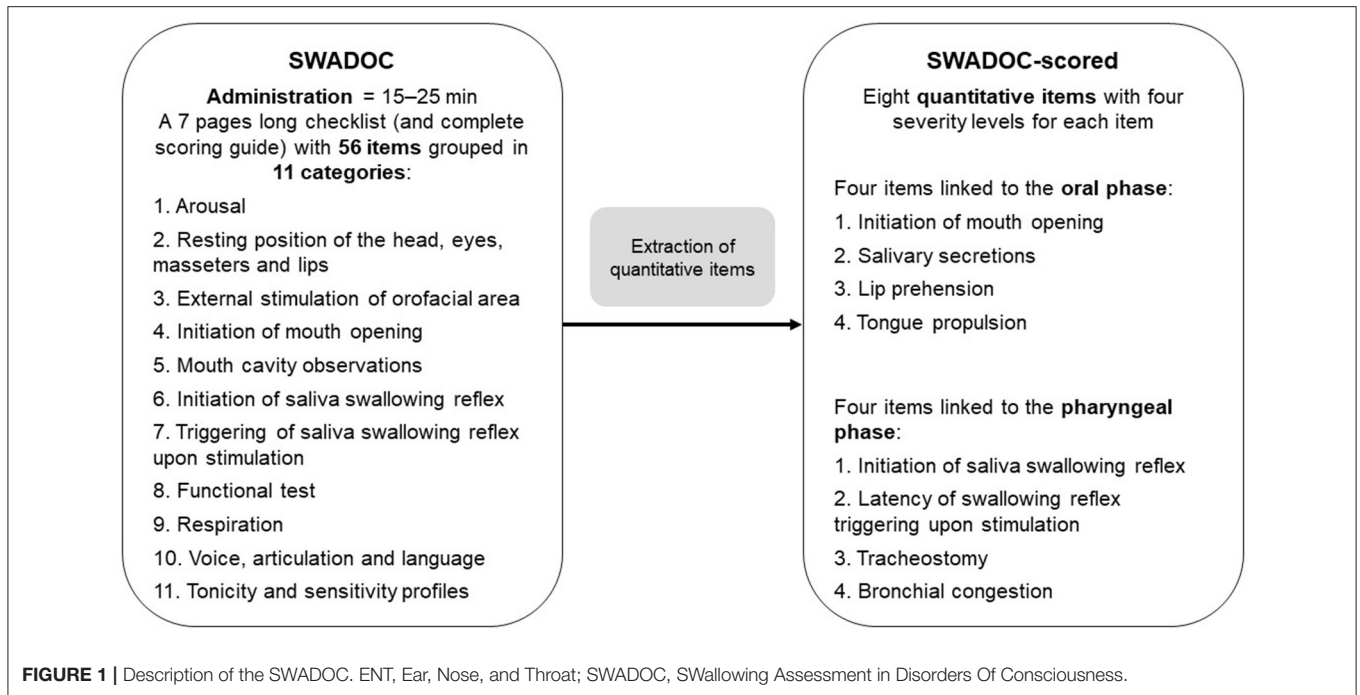 SWADOC
Administration = 15–25 min
A 7 pages long checklist (and complete
scoring guide) with 56 items grouped in
11 categories:
1. Arousal
2. Resting position of the head, eyes,
masseters and lips
3. External stimulation of orofacial area
4. Initiation of mouth opening
5. Mouth cavity observations
6. Initiation of saliva swallowing reflex
7. Triggering of saliva swallowing reflex
upon stimulation
8. Functional test
9. Respiration
10. Voice, articulation and language
11. Tonicity and sensitivity profiles
Extraction of
quantitative items
SWADOC-scored
Eight quantitative items with four
severity levels for each item
Four items linked to the oral phase:
1. Initiation of mouth opening
2. Salivary secretions
3. Lip prehension
4. Tongue propulsion
Four items linked to the pharyngeal
phase:
1. Initiation of saliva swallowing reflex
2. Latency of swallowing reflex
triggering upon stimulation
3. Tracheostomy
4. Bronchial congestion
FIGURE 1 | Description of the SWADOC. ENT, Ear, Nose, and Throat; SWADOC, SWallowing Assessment in Disorders Of Consciousness.